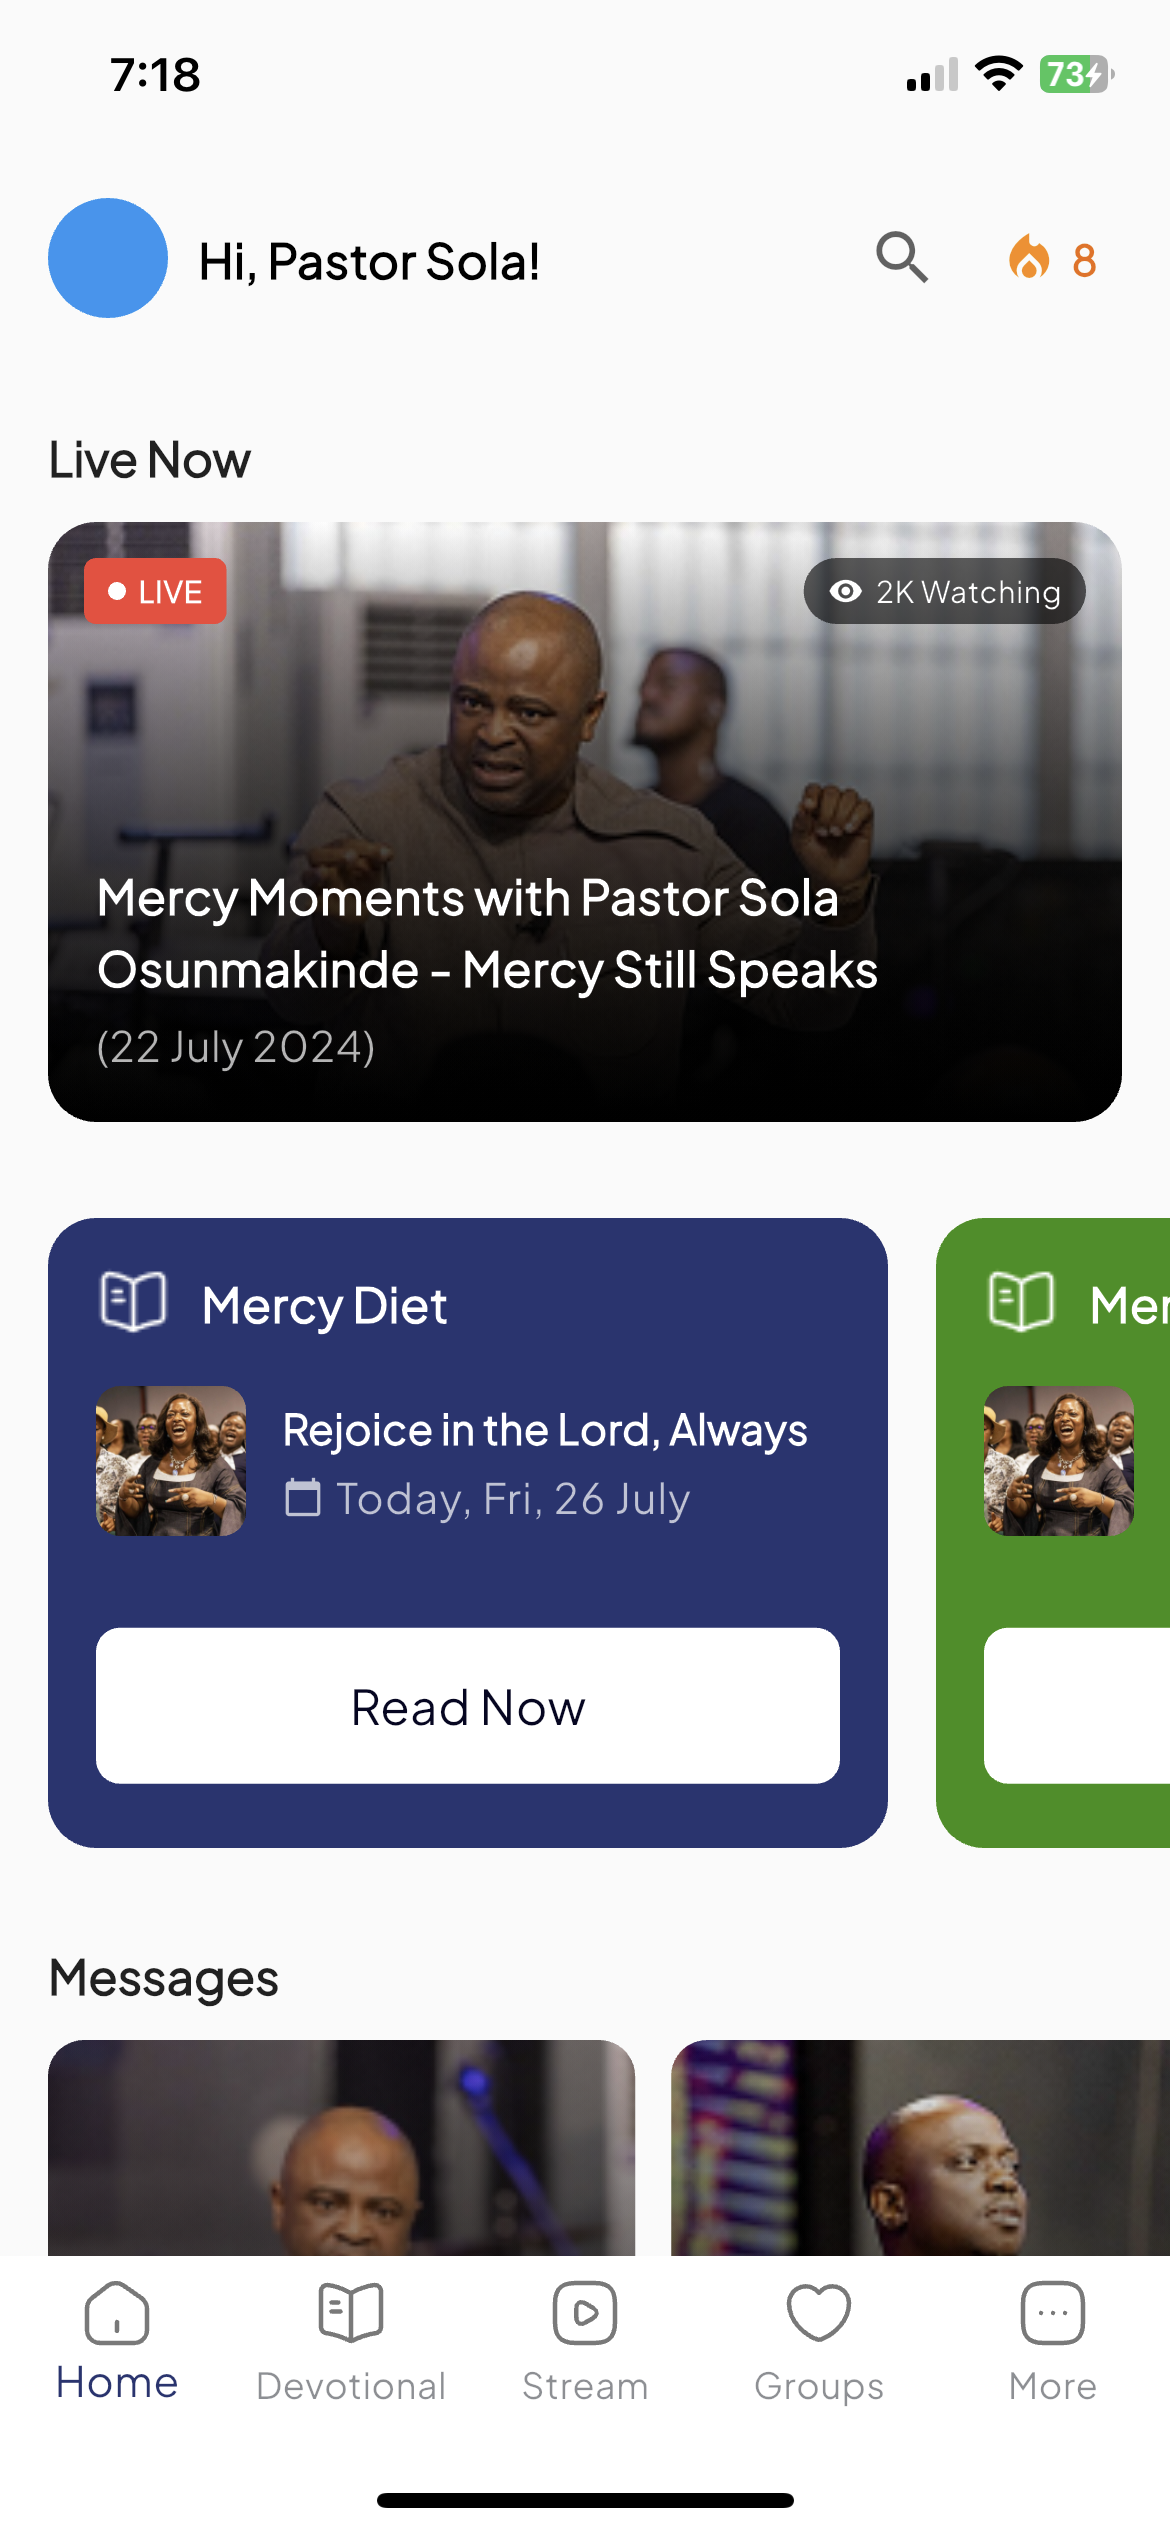 7:18
73
Hi, Pastor Sola!
8
Live Now
LIVE
2K Watching
Mercy Moments with Pastor Sola
Osunmakinde - Mercy Still Speaks
(22 July 2024)
Mercy Diet
Rejoice in the Lord, Always
Today, Fri, 26 July
Read Now
Mer
Messages
Home
Devotional
Stream
Groups
More